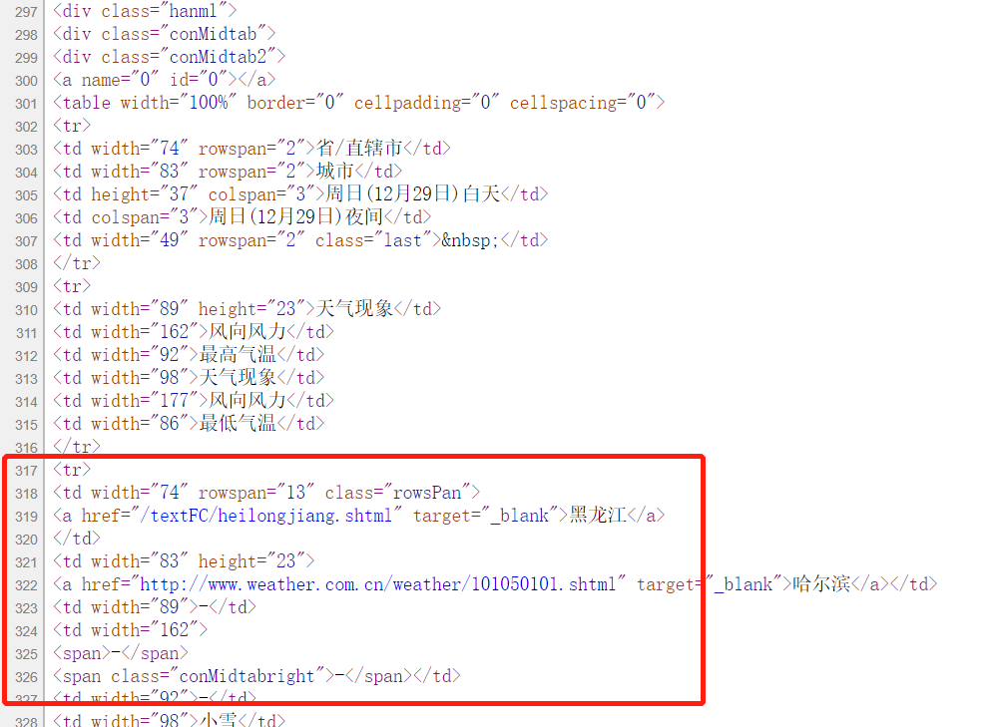 297 <div class="hanml">
298 <div class="conMidtab">
299 <div class="conMidtab2">
300 <a name="0" id="0"></a>
301 <table width="100%" border="0" cellpadding="0" cellspacing="0">
302 <tr>
303 <td width="74" rowspan="2">省/直辖市</td>
304 <td width="83" rowspan="2">城市</td>
305 <td height="37" colspan="3">周日(12月29日)白天</td>
306 <td colspan="3">周日(12月29日)夜间</td>
307 <td width="49" rowspan="2" class="last">&nbsp;</td>
308 </tr>
309 <tr>
310 <td width="89" height="23">天气现象</td>
311 <td width="162">风向风力</td>
312 <td width="92">最高气温</td>
313 <td width="98">天气现象</td>
314 <td width="177">风向风力</td>
315 <td width="86">最低气温</td>
316 </tr>
317 <tr>
318 <td width="74" rowspan="13" class="rowsPan">
319 <a href="/textFC/heilongjiang.shtml" target="_blank">黑龙江</a>
320 </td>
321 <td width="83" height="23">
322 <a href="http://www.weather.com.cn/weather/101050101.shtml" target="_blank">哈尔滨</a></td>
323 <td width="89">-</td>
324 <td width="162">
325 <span>-</span>
326 <span class="conMidtabright">-</span></td>
327 <td width="92">-</td>
328 <td width="98">小雪</td>